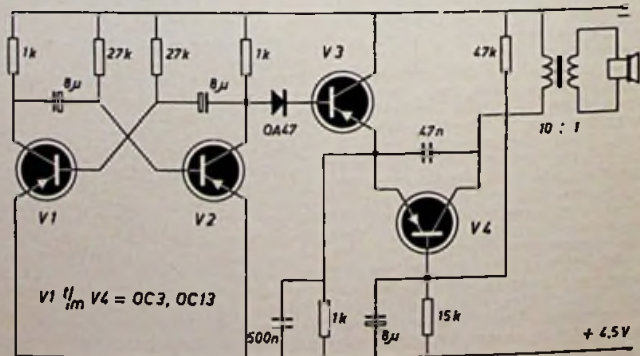 1k
27k
27k
1k
8µ
8µ
V1
V2
OA47
V3
47k
47n
V4
10 : 1
V1 t/m V4 = OC3, OC13
500n
1k
8µ
15k
−
+ 4,5V